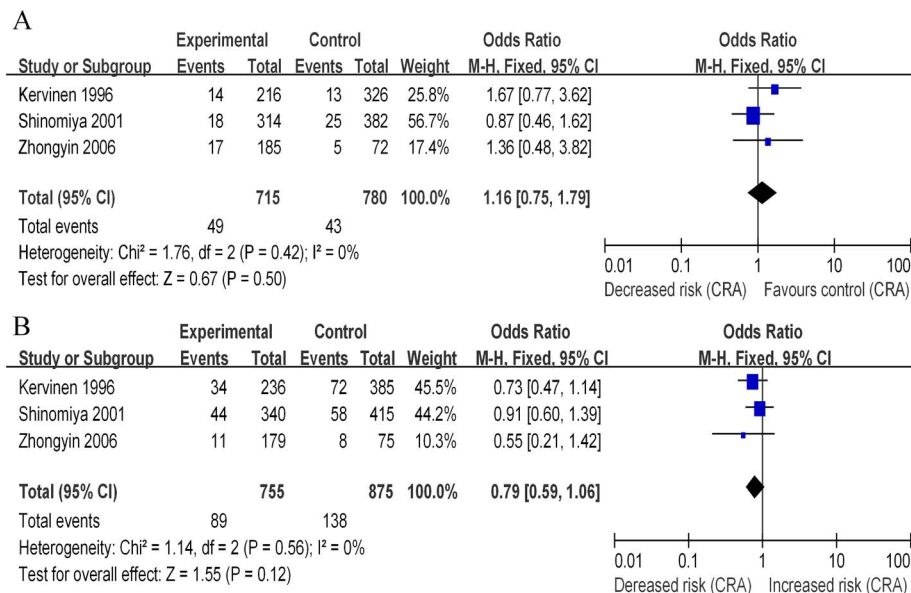 A
Experimental Control Odds Ratio Odds Ratio
Study or Subgroup Events Total Events Total Weight M-H, Fixed, 95% CI M-H, Fixed, 95% CI
Kervinen 1996 14 216 13 326 25.8% 1.67 [0.77, 3.62]
Shinomiya 2001 18 314 25 382 56.7% 0.87 [0.46, 1.62]
Zhongyin 2006 17 185 5 72 17.4% 1.36 [0.48, 3.82]
Total (95% CI) 715 780 100.0% 1.16 [0.75, 1.79]
Total events 49 43
Heterogeneity: Chi² = 1.76, df = 2 (P = 0.42); I² = 0%
Test for overall effect: Z = 0.67 (P = 0.50)
0.01 0.1 1 10 100
Decreased risk (CRA) Favours control (CRA)
B
Experimental Control Odds Ratio Odds Ratio
Study or Subgroup Events Total Events Total Weight M-H, Fixed, 95% CI M-H, Fixed, 95% CI
Kervinen 1996 34 236 72 385 45.5% 0.73 [0.47, 1.14]
Shinomiya 2001 44 340 58 415 44.2% 0.91 [0.60, 1.39]
Zhongyin 2006 11 179 8 75 10.3% 0.55 [0.21, 1.42]
Total (95% CI) 755 875 100.0% 0.79 [0.59, 1.06]
Total events 89 138
Heterogeneity: Chi² = 1.14, df = 2 (P = 0.56); I² = 0%
Test for overall effect: Z = 1.55 (P = 0.12)
0.01 0.1 1 10 100
Dereased risk (CRA) Increased risk (CRA)